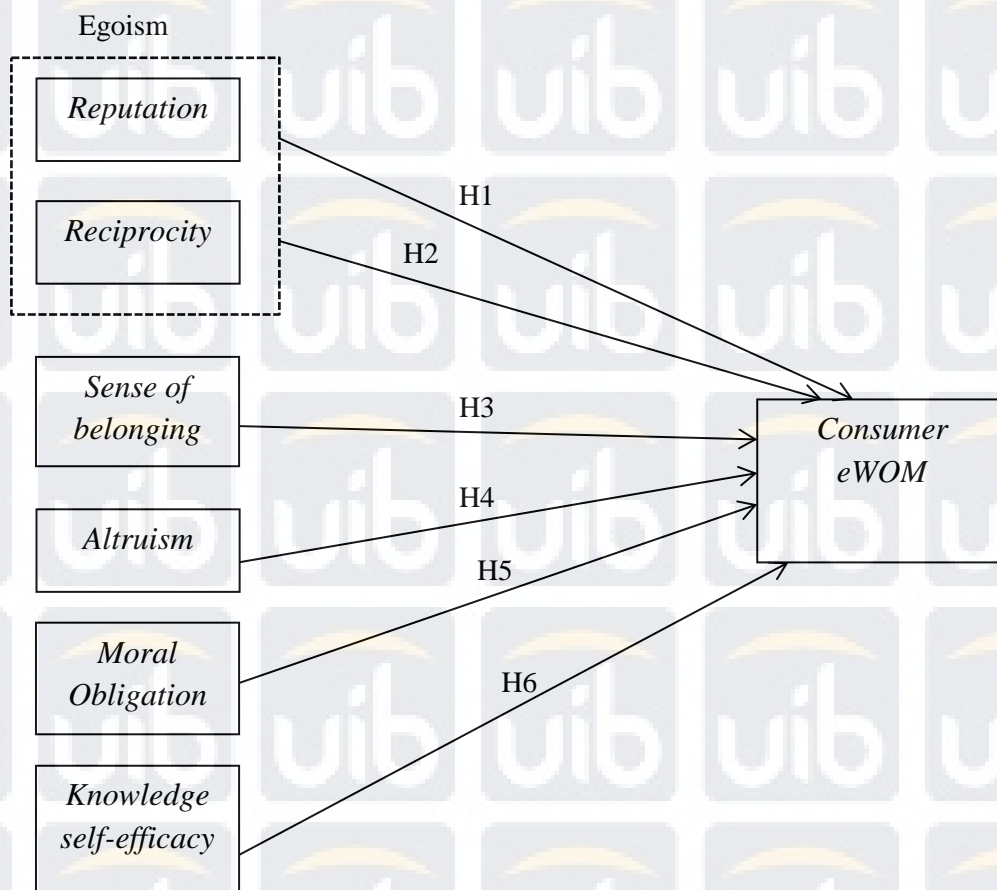 Egoism
Reputation
H1
Reciprocity
H2
Sense of
belonging
H3
Consumer
eWOM
Altruism
H4
H5
Moral
Obligation
H6
Knowledge
self-efficacy
uib